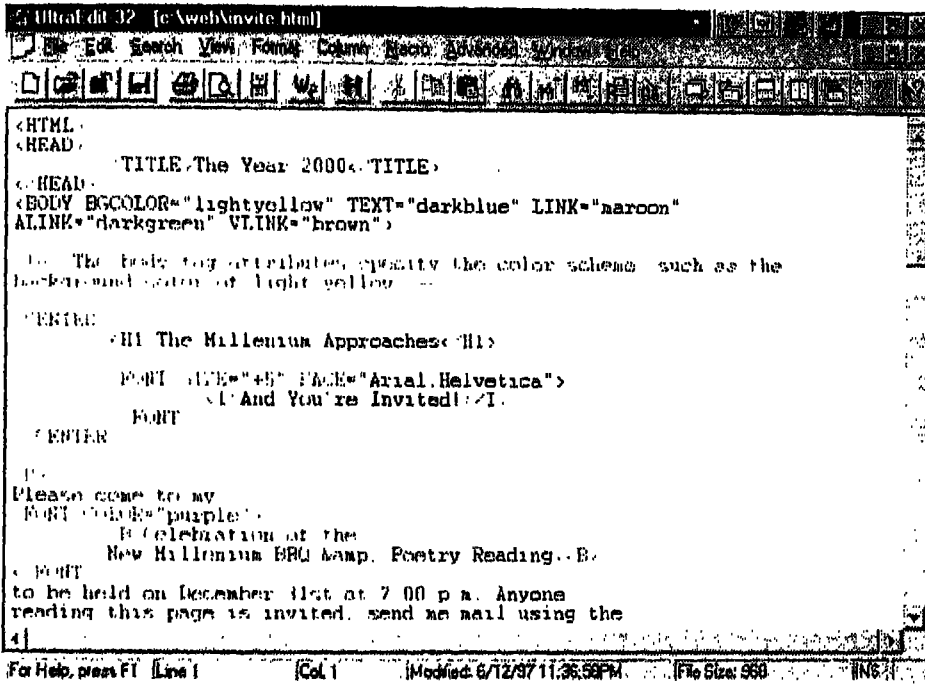 UltraEdit-32 - [c:\web\invite.html]
File Edit Search View Format Column Macro Advanced Window Help
<HTML>
<HEAD>
<TITLE>The Year 2000</TITLE>
</HEAD>
<BODY BGCOLOR="lightyellow" TEXT="darkblue" LINK="maroon"
ALINK="darkgreen" VLINK="brown">
The body tag attributes specify the color scheme such as the
background color of light yellow
<CENTER>
<H1>The Millenium Approaches</H1>
<FONT SIZE="+5" FACE="Arial,Helvetica">
<I>And You're Invited!</I>
</FONT>
</CENTER>
<P>
Please come to my
<FONT COLOR="purple">
<B>Celebration of the
New Millenium BBQ &amp; Poetry Reading</B>
</FONT>
to be held on December 31st at 7:00 p.m. Anyone
reading this page is invited, send me mail using the
For Help, press F1 Line 1 Col. 1 Modified: 6/12/97 11:36:58PM File Size: 968 INS